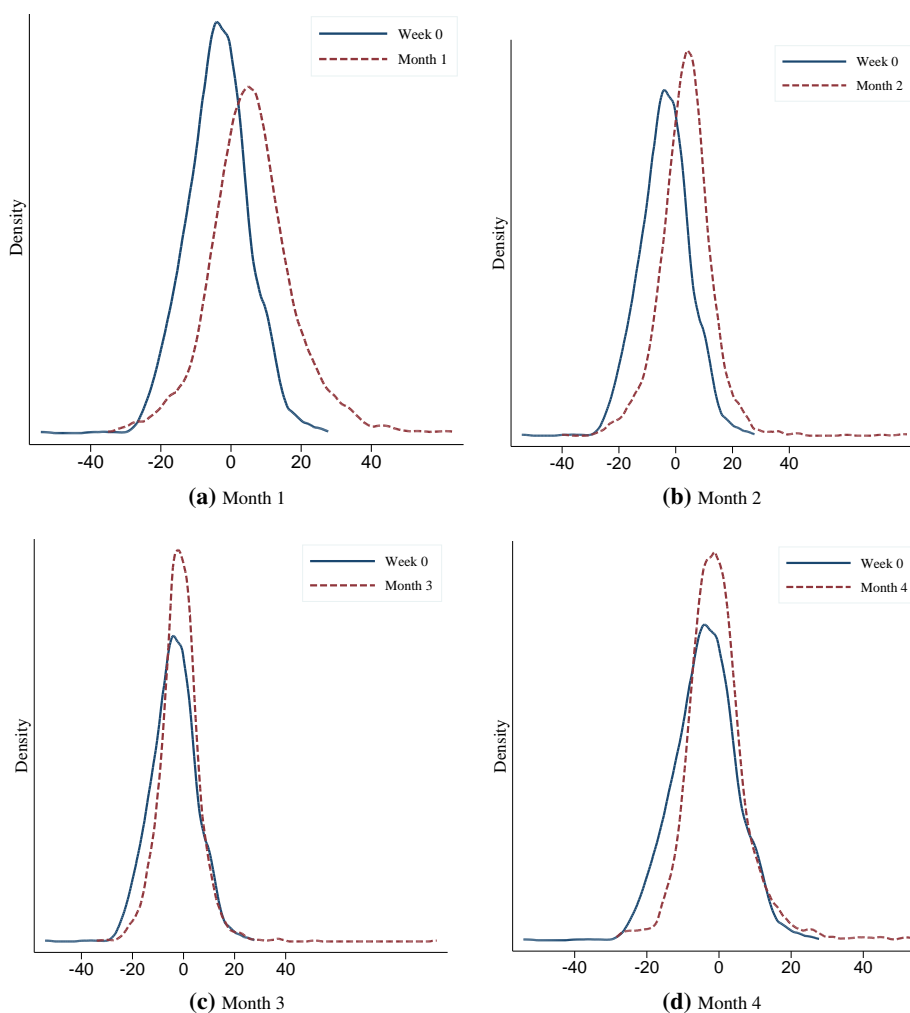 Week 0
Month 1
Density
-40 -20 0 20 40
(a) Month 1
Week 0
Month 2
Density
-40 -20 0 20 40
(b) Month 2
Week 0
Month 3
Density
-40 -20 0 20 40
(c) Month 3
Week 0
Month 4
Density
-40 -20 0 20 40
(d) Month 4